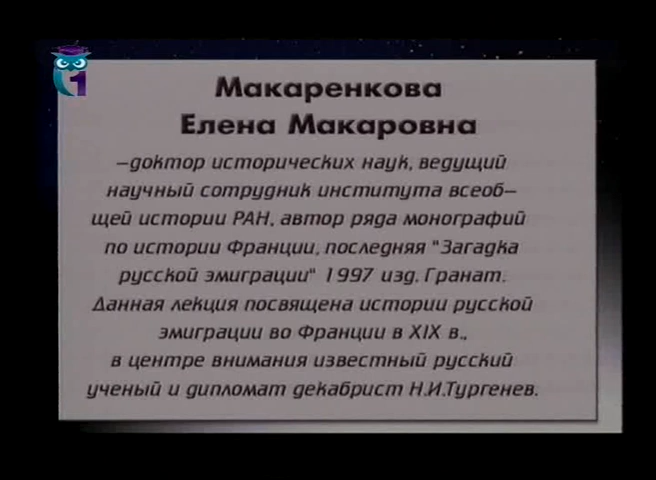 1
Макаренкова
Елена Макаровна
–доктор исторических наук, ведущий
научный сотрудник института всеоб–
щей истории РАН, автор ряда монографий
по истории Франции, последняя "Загадка
русской эмиграции" 1997 изд. Гранат.
Данная лекция посвящена истории русской
эмиграции во Франции в XIX в.,
в центре внимания известный русский
ученый и дипломат декабрист Н.И.Тургенев.